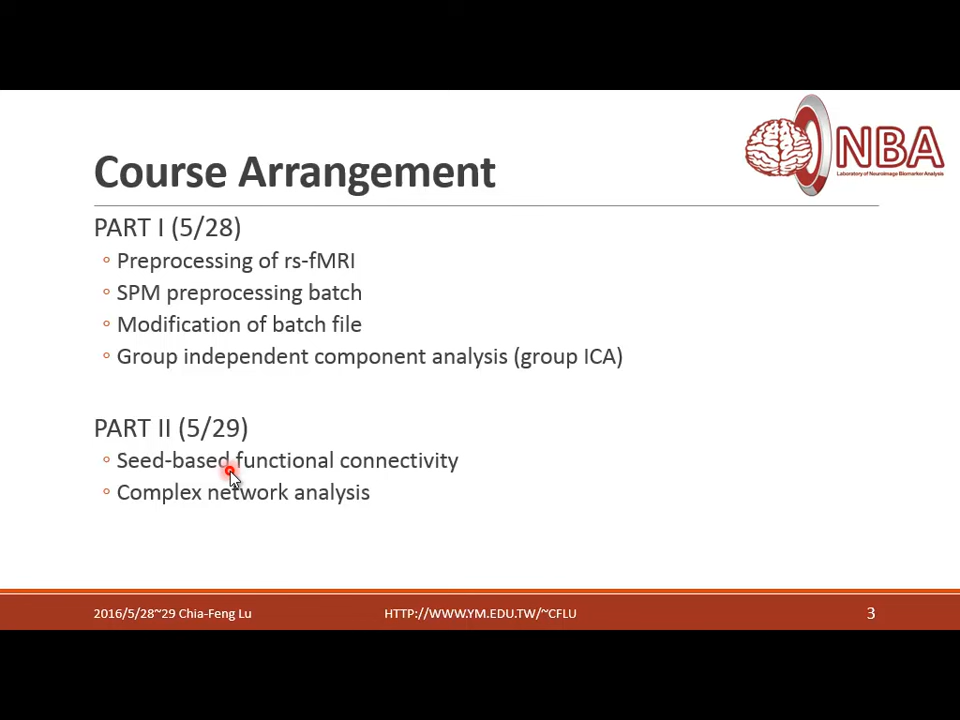 NBA
Laboratory of Neuroimage Biomarker Analysis
Course Arrangement
PART I (5/28)
◦ Preprocessing of rs-fMRI
◦ SPM preprocessing batch
◦ Modification of batch file
◦ Group independent component analysis (group ICA)
PART II (5/29)
◦ Seed-based functional connectivity
◦ Complex network analysis
2016/5/28~29 Chia-Feng Lu
HTTP://WWW.YM.EDU.TW/~CFLU
3